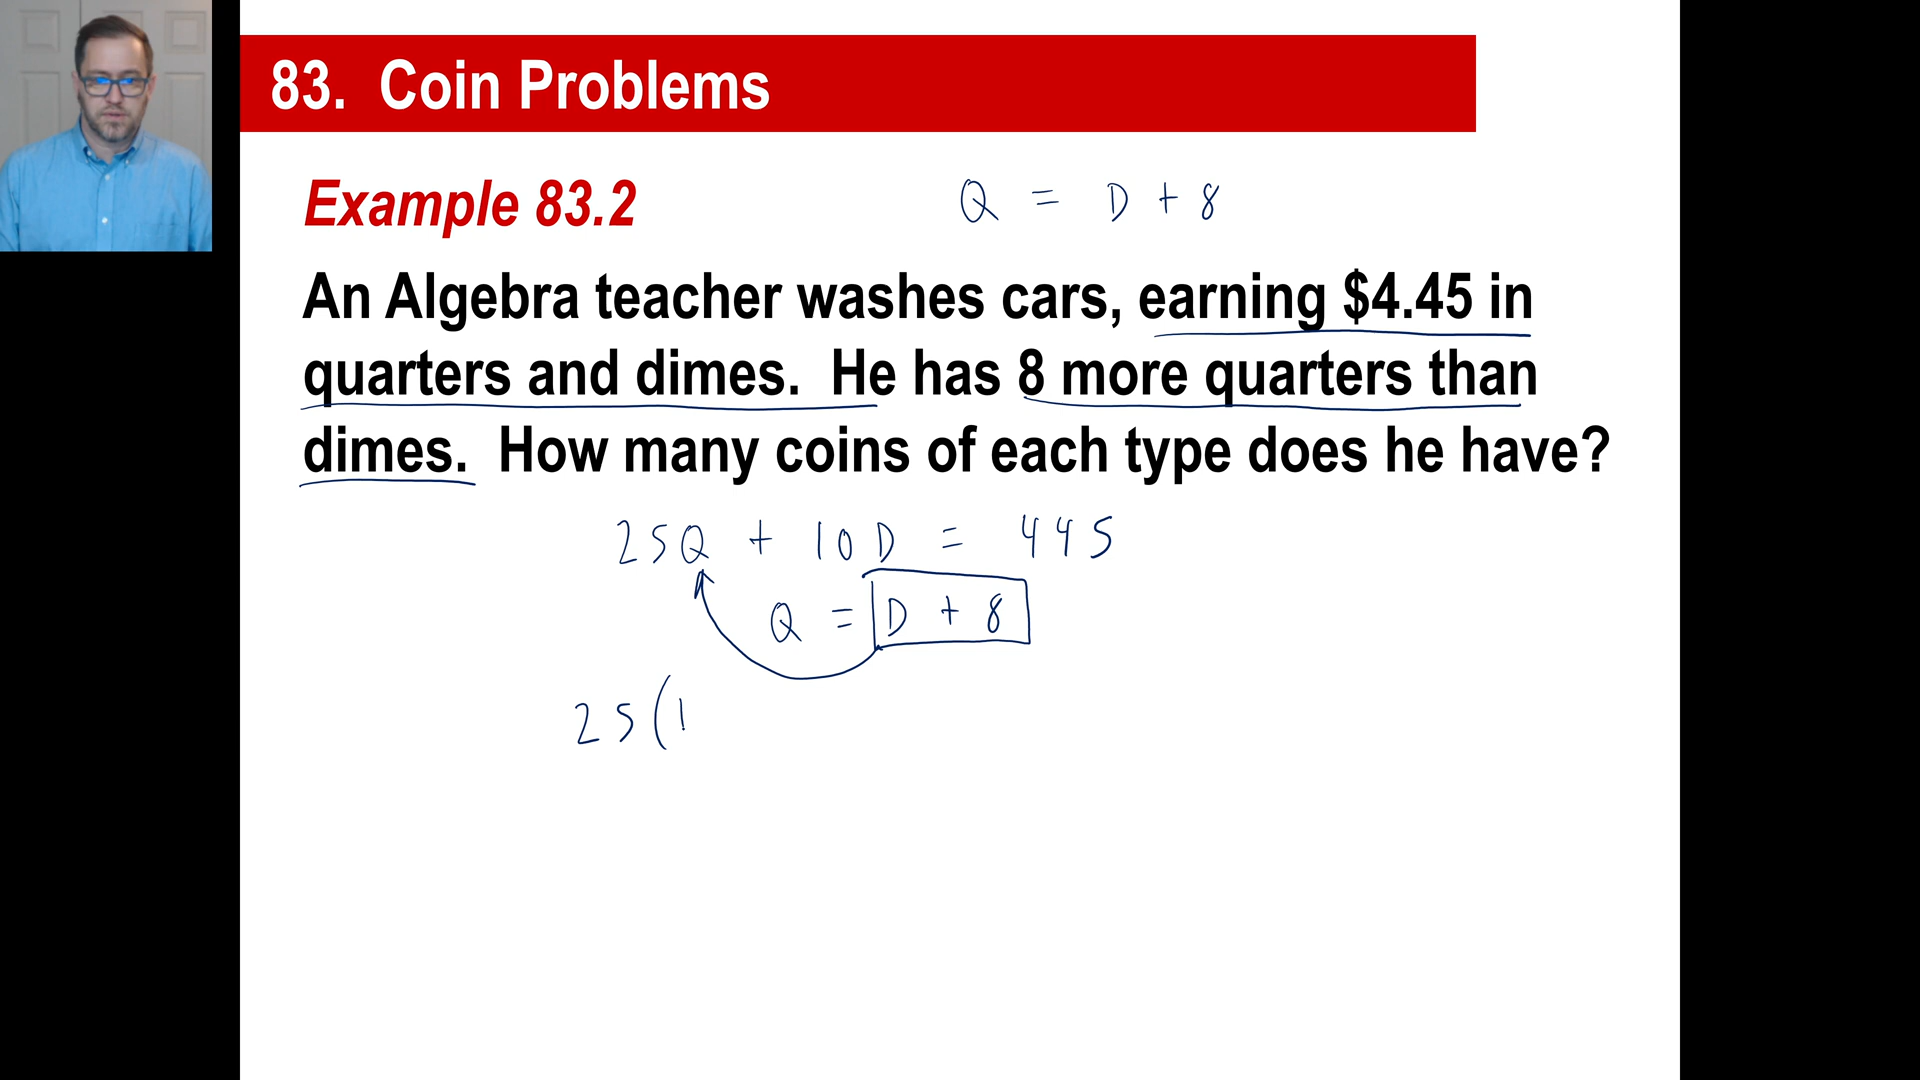 83. Coin Problems
Example 83.2
Q = D + 8
An Algebra teacher washes cars, earning $4.45 in
quarters and dimes. He has 8 more quarters than
dimes. How many coins of each type does he have?
25Q + 10D = 445
Q = D + 8
25(